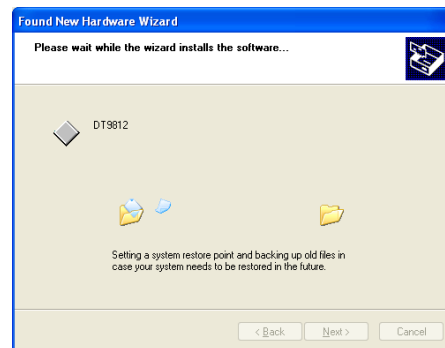 Found New Hardware Wizard
Please wait while the wizard installs the software...
DT9812
Setting a system restore point and backing up old files in
case your system needs to be restored in the future.
< Back Next > Cancel